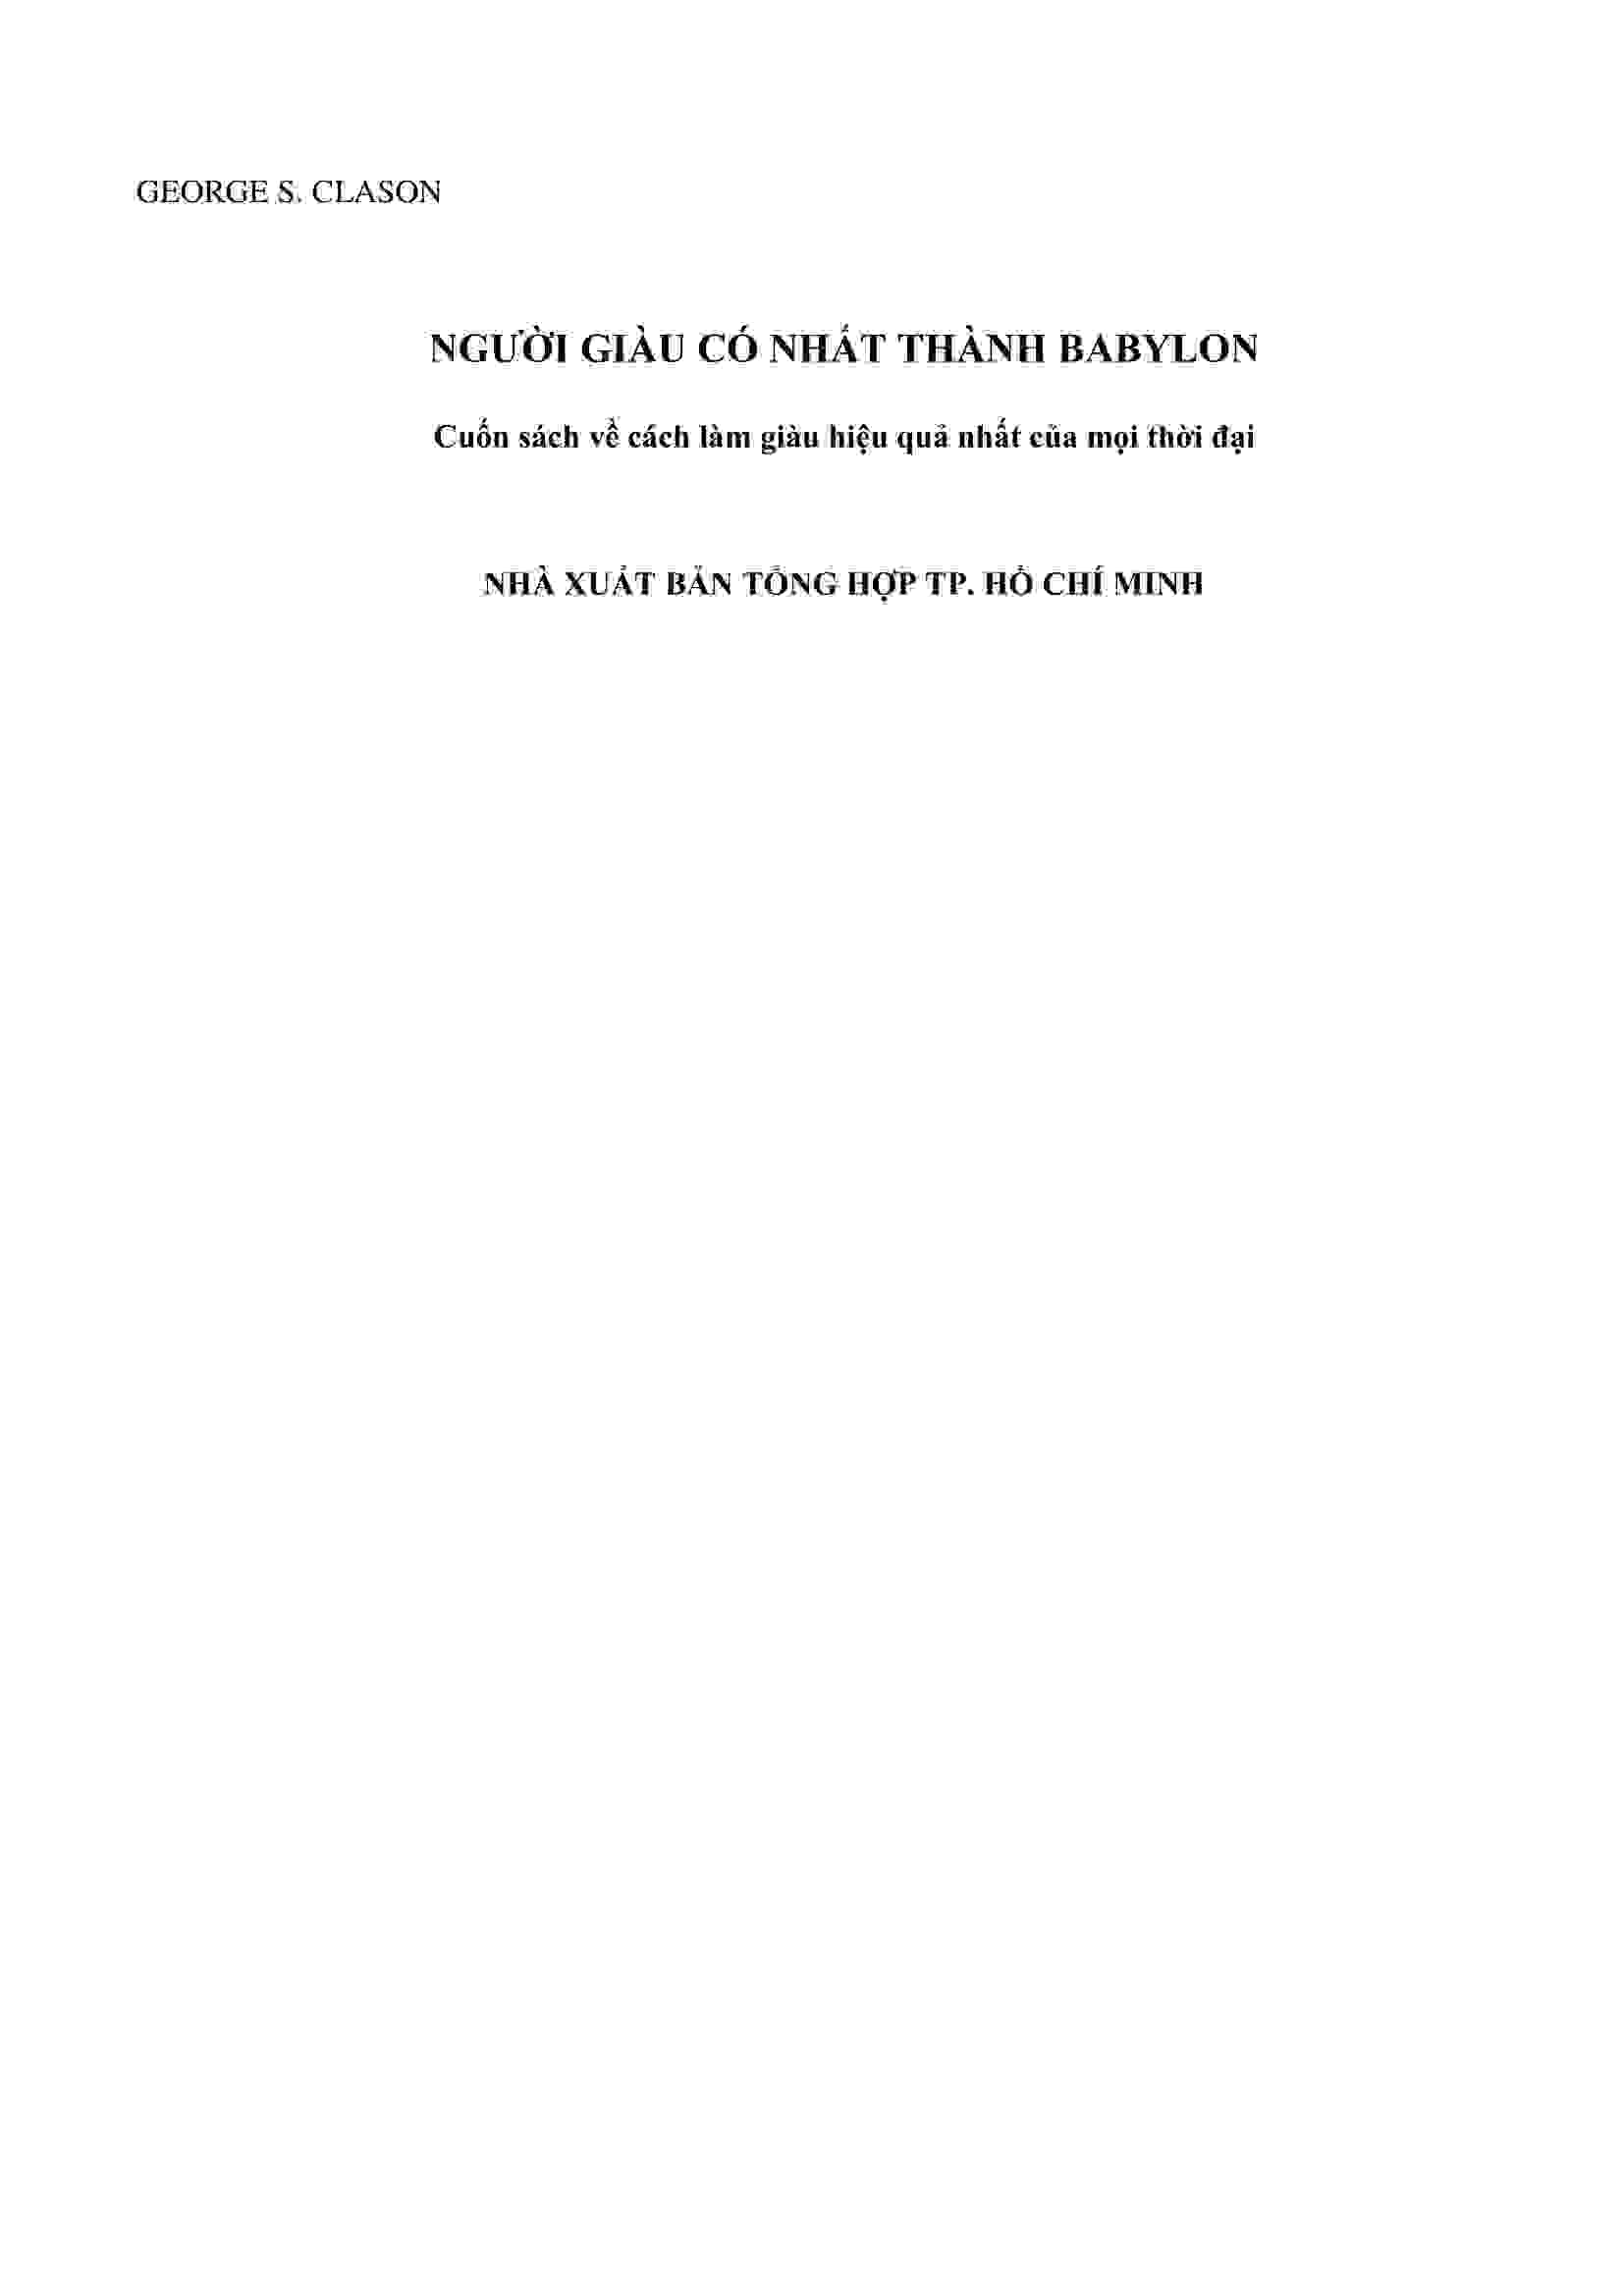 GEORGE S. CLASON
NGƯỜI GIÀU CÓ NHẤT THÀNH BABYLON
Cuốn sách về cách làm giàu hiệu quả nhất của mọi thời đại
NHÀ XUẤT BẢN TỔNG HỢP TP. HỒ CHÍ MINH